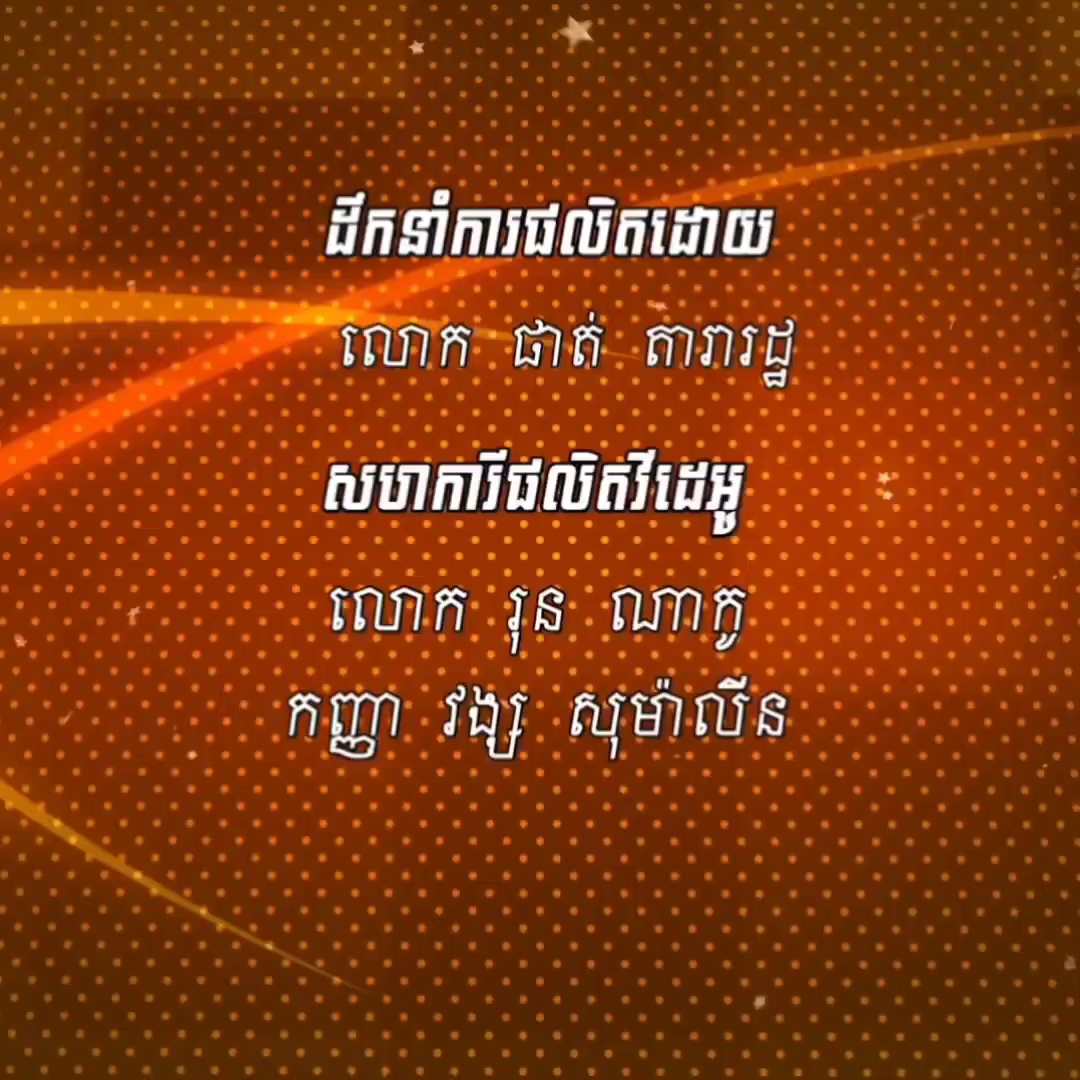 ដឹកនាំការផលិតដោយ
លោក ផាត់ តារារដ្ឋ
សហការីផលិតវីដេអូ
លោក រុន ណាកូ
កញ្ញា វង្ស សុម៉ាលីន